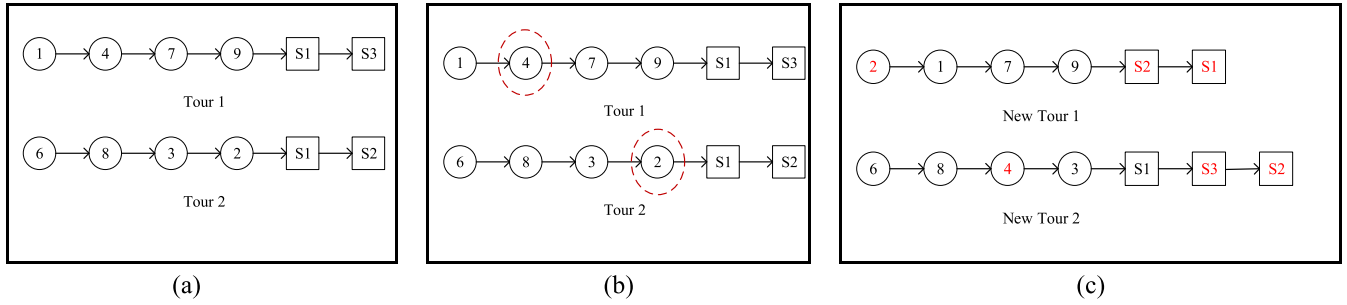 1 4 7 9 S1 S3
Tour 1
6 8 3 2 S1 S2
Tour 2
(a)
1 4 7 9 S1 S3
Tour 1
6 8 3 2 S1 S2
Tour 2
(b)
2 1 7 9 S2 S1
New Tour 1
6 8 4 3 S1 S3 S2
New Tour 2
(c)